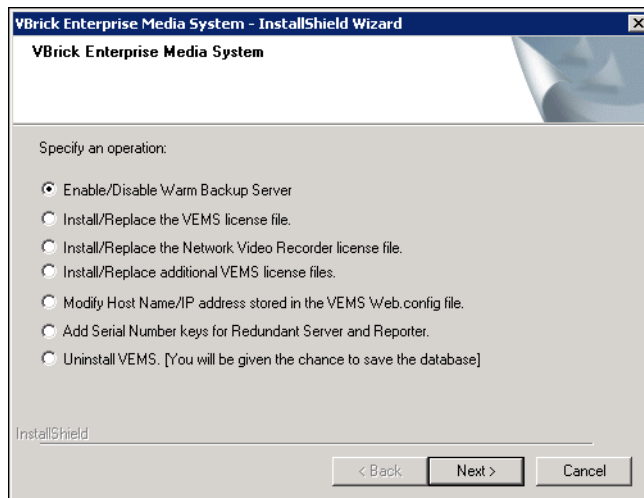 VBrick Enterprise Media System - InstallShield Wizard
VBrick Enterprise Media System
Specify an operation:
Enable/Disable Warm Backup Server
Install/Replace the VEMS license file.
Install/Replace the Network Video Recorder license file.
Install/Replace additional VEMS license files.
Modify Host Name/IP address stored in the VEMS Web.config file.
Add Serial Number keys for Redundant Server and Reporter.
Uninstall VEMS. [You will be given the chance to save the database]
InstallShield
< Back Next > Cancel